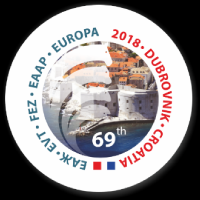 ЕАЖ • EVT • FEZ • EAAP • EUROPA
2018 • DUBROVNIK • CROATIA
69th